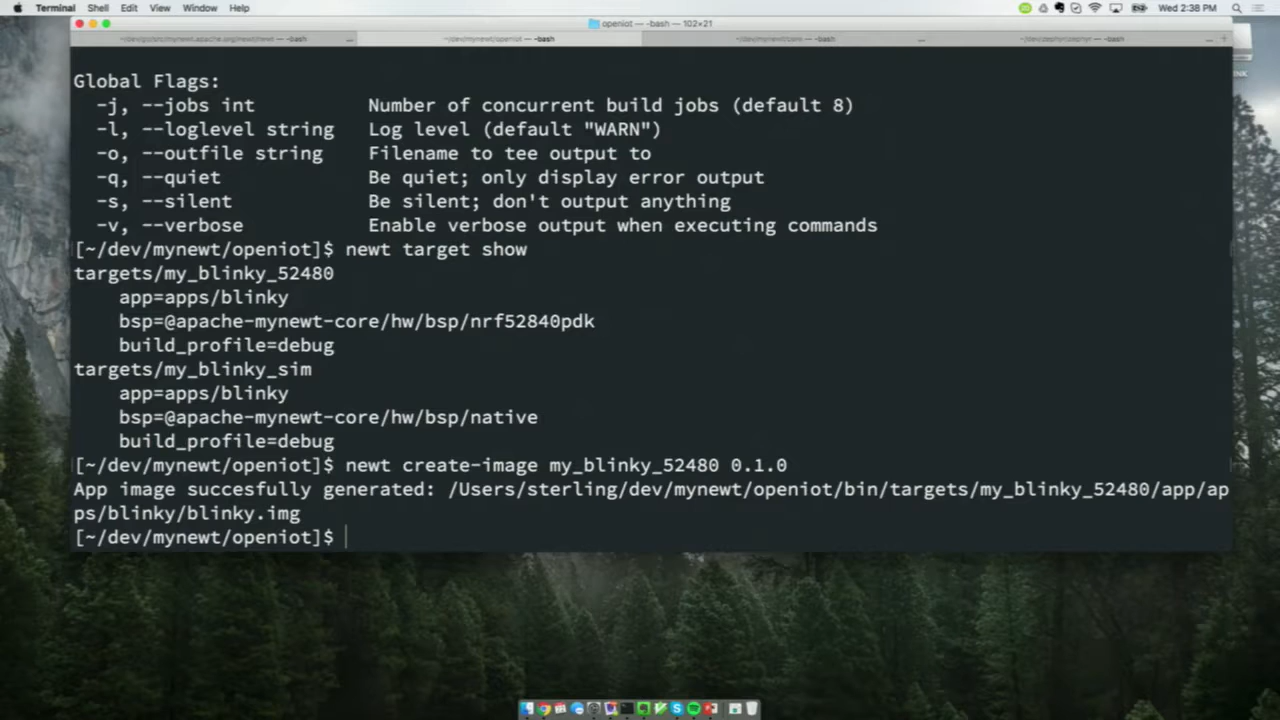 Terminal Shell Edit View Window Help
Wed 2:38 PM
openiot — -bash — 102×21
~/dev/mynewt/openiot — -bash
Global Flags:
-j, --jobs int Number of concurrent build jobs (default 8)
-l, --loglevel string Log level (default "WARN")
-o, --outfile string Filename to tee output to
-q, --quiet Be quiet; only display error output
-s, --silent Be silent; don't output anything
-v, --verbose Enable verbose output when executing commands
[~/dev/mynewt/openiot]$ newt target show
targets/my_blinky_52480
app=apps/blinky
bsp=@apache-mynewt-core/hw/bsp/nrf52840pdk
build_profile=debug
targets/my_blinky_sim
app=apps/blinky
bsp=@apache-mynewt-core/hw/bsp/native
build_profile=debug
[~/dev/mynewt/openiot]$ newt create-image my_blinky_52480 0.1.0
App image succesfully generated: /Users/sterling/dev/mynewt/openiot/bin/targets/my_blinky_52480/app/ap
ps/blinky/blinky.img
[~/dev/mynewt/openiot]$